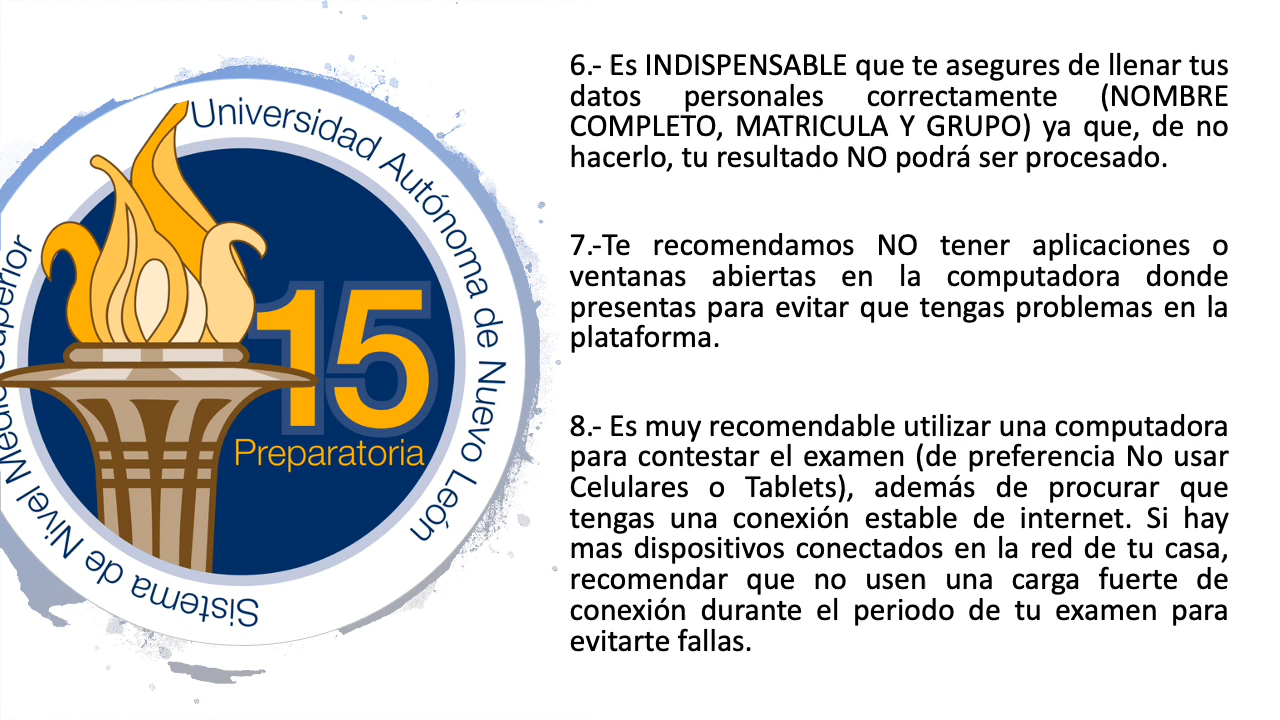 Universidad Autónoma de Nuevo León
Sistema de Nivel Medio Superior
15
Preparatoria
6.- Es INDISPENSABLE que te asegures de llenar tus
datos personales correctamente (NOMBRE
COMPLETO, MATRICULA Y GRUPO) ya que, de no
hacerlo, tu resultado NO podrá ser procesado.
7.-Te recomendamos NO tener aplicaciones o
ventanas abiertas en la computadora donde
presentas para evitar que tengas problemas en la
plataforma.
8.- Es muy recomendable utilizar una computadora
para contestar el examen (de preferencia No usar
Celulares o Tablets), además de procurar que
tengas una conexión estable de internet. Si hay
mas dispositivos conectados en la red de tu casa,
recomendar que no usen una carga fuerte de
conexión durante el periodo de tu examen para
evitarte fallas.